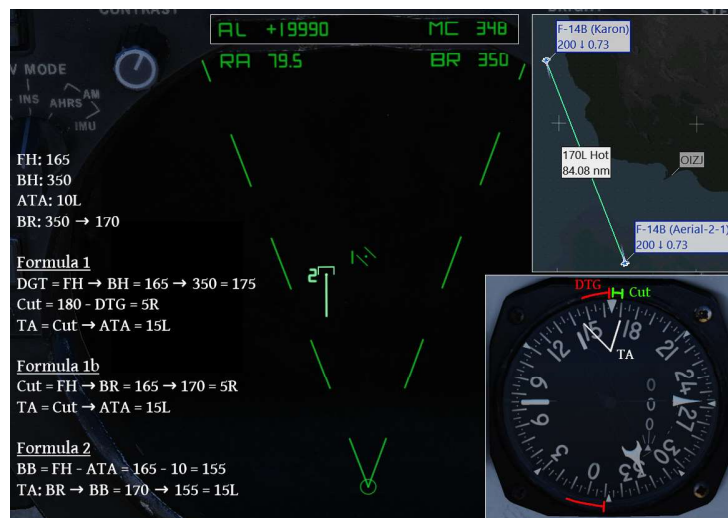 CONTRAST
AL +19990 MC 348
RA 79.5 BR 350
V MODE
INS
AHRS
AM
IMU
FH: 165
BH: 350
ATA: 10L
BR: 350 → 170
Formula 1
DGT = FH → BH = 165 → 350 = 175
Cut = 180 - DTG = 5R
TA = Cut → ATA = 15L
Formula 1b
Cut = FH → BR = 165 → 170 = 5R
TA = Cut → ATA = 15L
Formula 2
BB = FH - ATA = 165 - 10 = 155
TA: BR → BB = 170 → 155 = 15L
2
F-14B (Karon)
200 ↓ 0.73
170L Hot
84.08 nm
OIZJ
F-14B (Aerial-2-1)
200 ↓ 0.73
DTG
Cut
TA
12 15 18 21 24 27 30 33 0 3 6 9
0 0 0